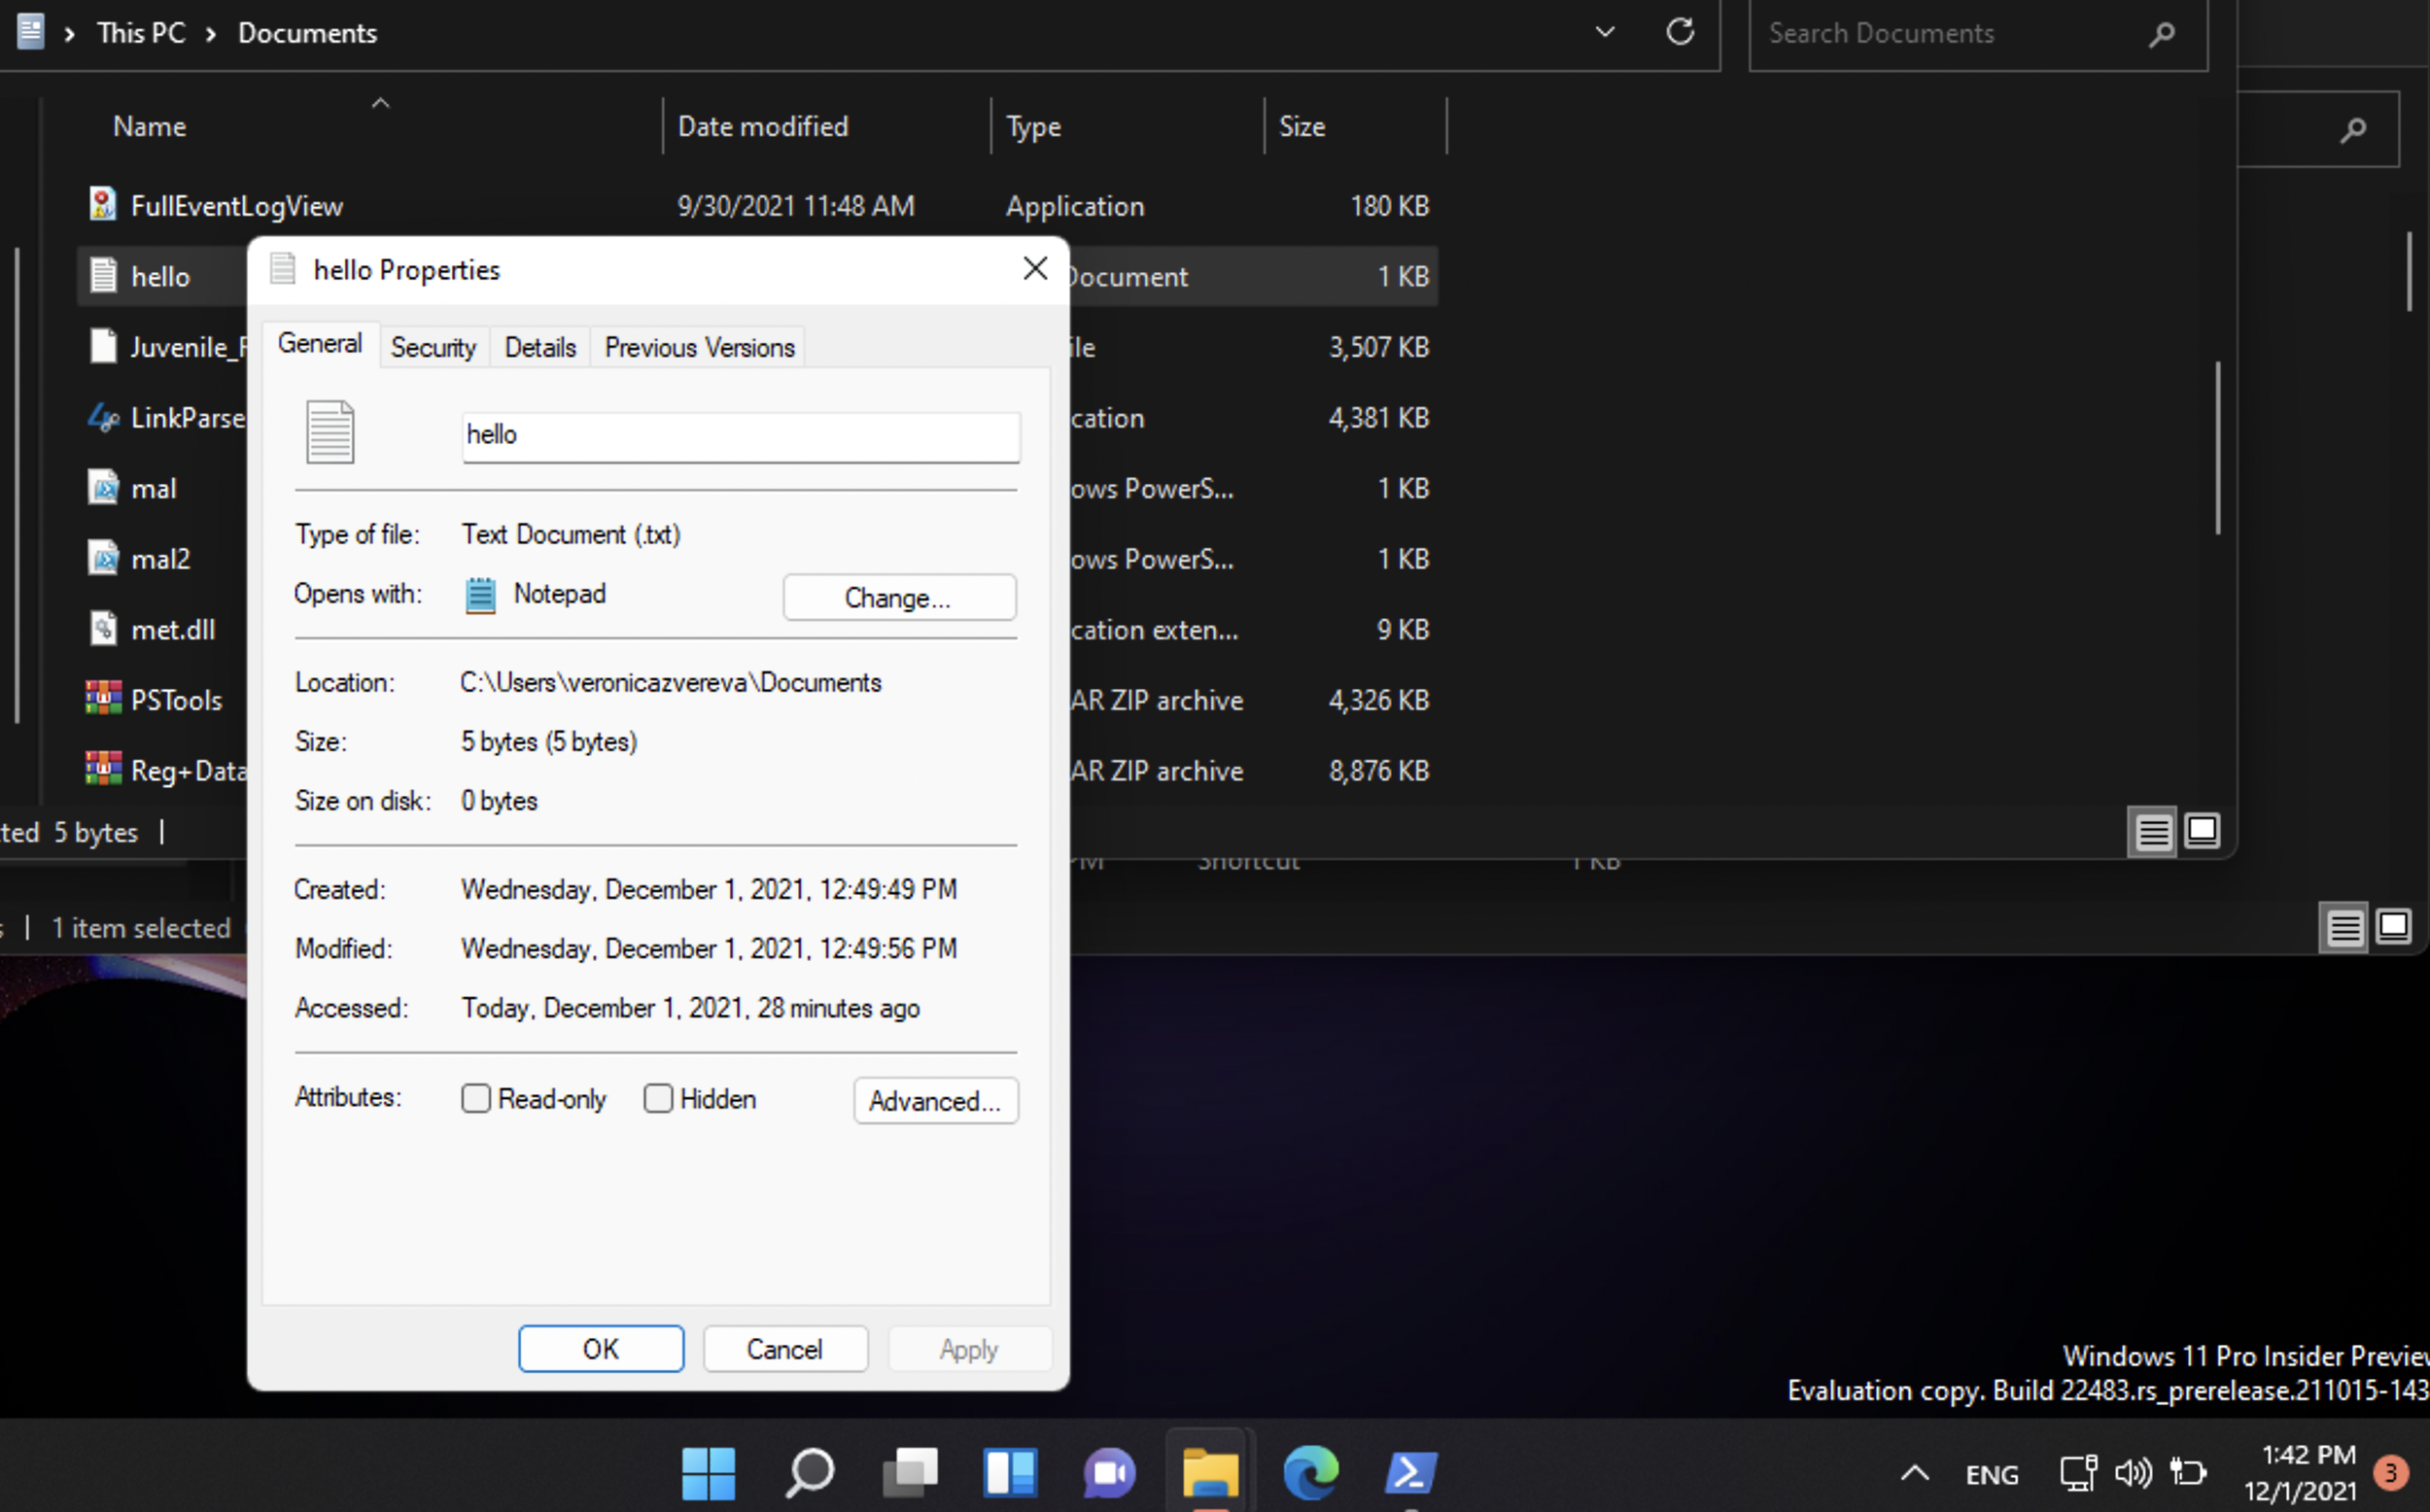 This PC > Documents
Search Documents
Name Date modified Type Size
FullEventLogView 9/30/2021 11:48 AM Application 180 KB
hello Document 1 KB
Juvenile_F ile 3,507 KB
LinkParse cation 4,381 KB
mal ows PowerS... 1 KB
mal2 ows PowerS... 1 KB
met.dll cation exten... 9 KB
PSTools AR ZIP archive 4,326 KB
Reg+Data AR ZIP archive 8,876 KB
ted 5 bytes
Shortcut 1 KB
1 item selected
hello Properties
General Security Details Previous Versions
hello
Type of file: Text Document (.txt)
Opens with: Notepad Change...
Location: C:\Users\veronicazvereva\Documents
Size: 5 bytes (5 bytes)
Size on disk: 0 bytes
Created: Wednesday, December 1, 2021, 12:49:49 PM
Modified: Wednesday, December 1, 2021, 12:49:56 PM
Accessed: Today, December 1, 2021, 28 minutes ago
Attributes: Read-only Hidden Advanced...
OK Cancel Apply
Windows 11 Pro Insider Preview
Evaluation copy. Build 22483.rs_prerelease.211015-143
ENG 1:42 PM
12/1/2021 3